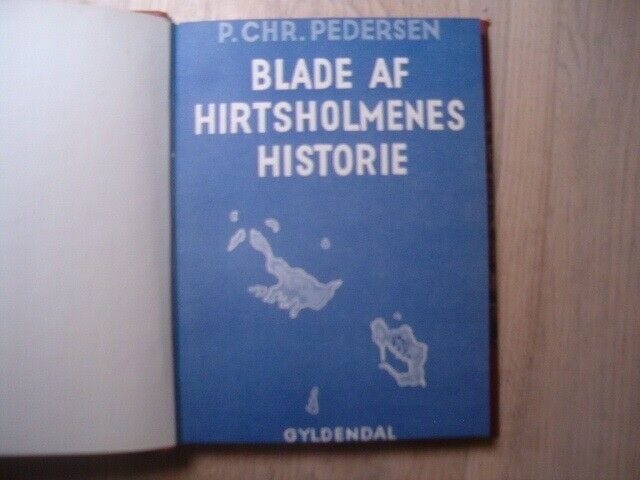 P. CHR. PEDERSEN
BLADE AF
HIRTSHOLMENES
HISTORIE
GYLDENDAL